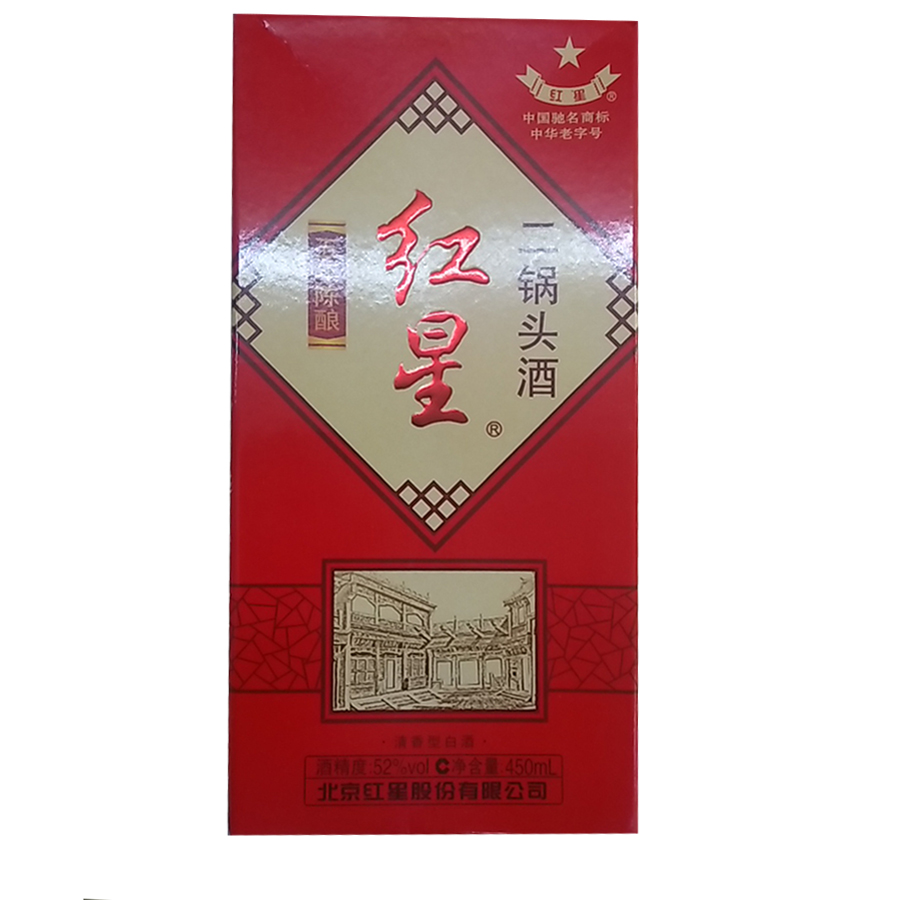 红星®
中国驰名商标
中华老字号
二锅头酒
红星®
陈酿
·清香型白酒·
酒精度:52%vol C净含量:450mL
北京红星股份有限公司